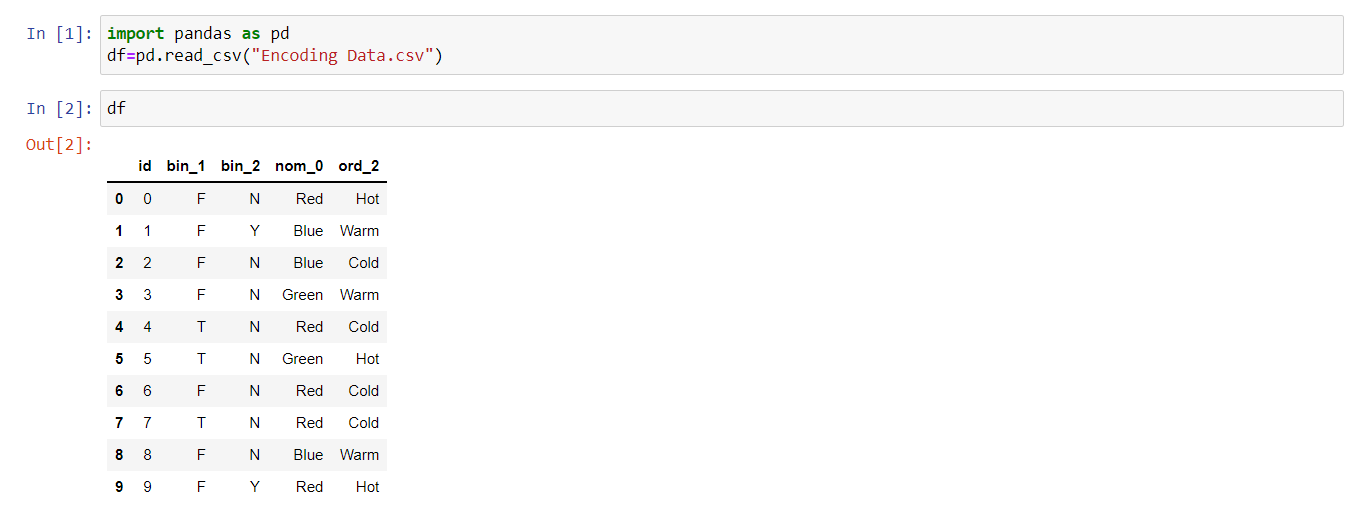 In [1]: import pandas as pd
df=pd.read_csv("Encoding Data.csv")
In [2]: df
Out[2]:
id bin_1 bin_2 nom_0 ord_2
0 0 F N Red Hot
1 1 F Y Blue Warm
2 2 F N Blue Cold
3 3 F N Green Warm
4 4 T N Red Cold
5 5 T N Green Hot
6 6 F N Red Cold
7 7 T N Red Cold
8 8 F N Blue Warm
9 9 F Y Red Hot